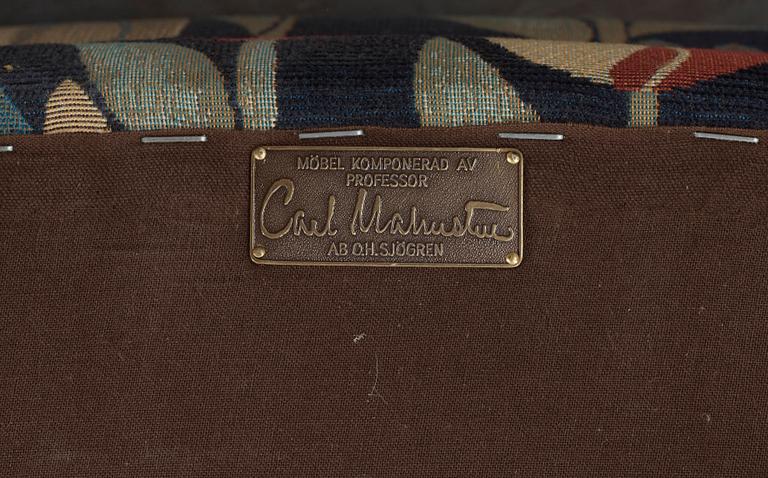 MÖBEL KOMPONERAD AV
PROFESSOR
Carl Malmsten
AB O.H. SJÖGREN